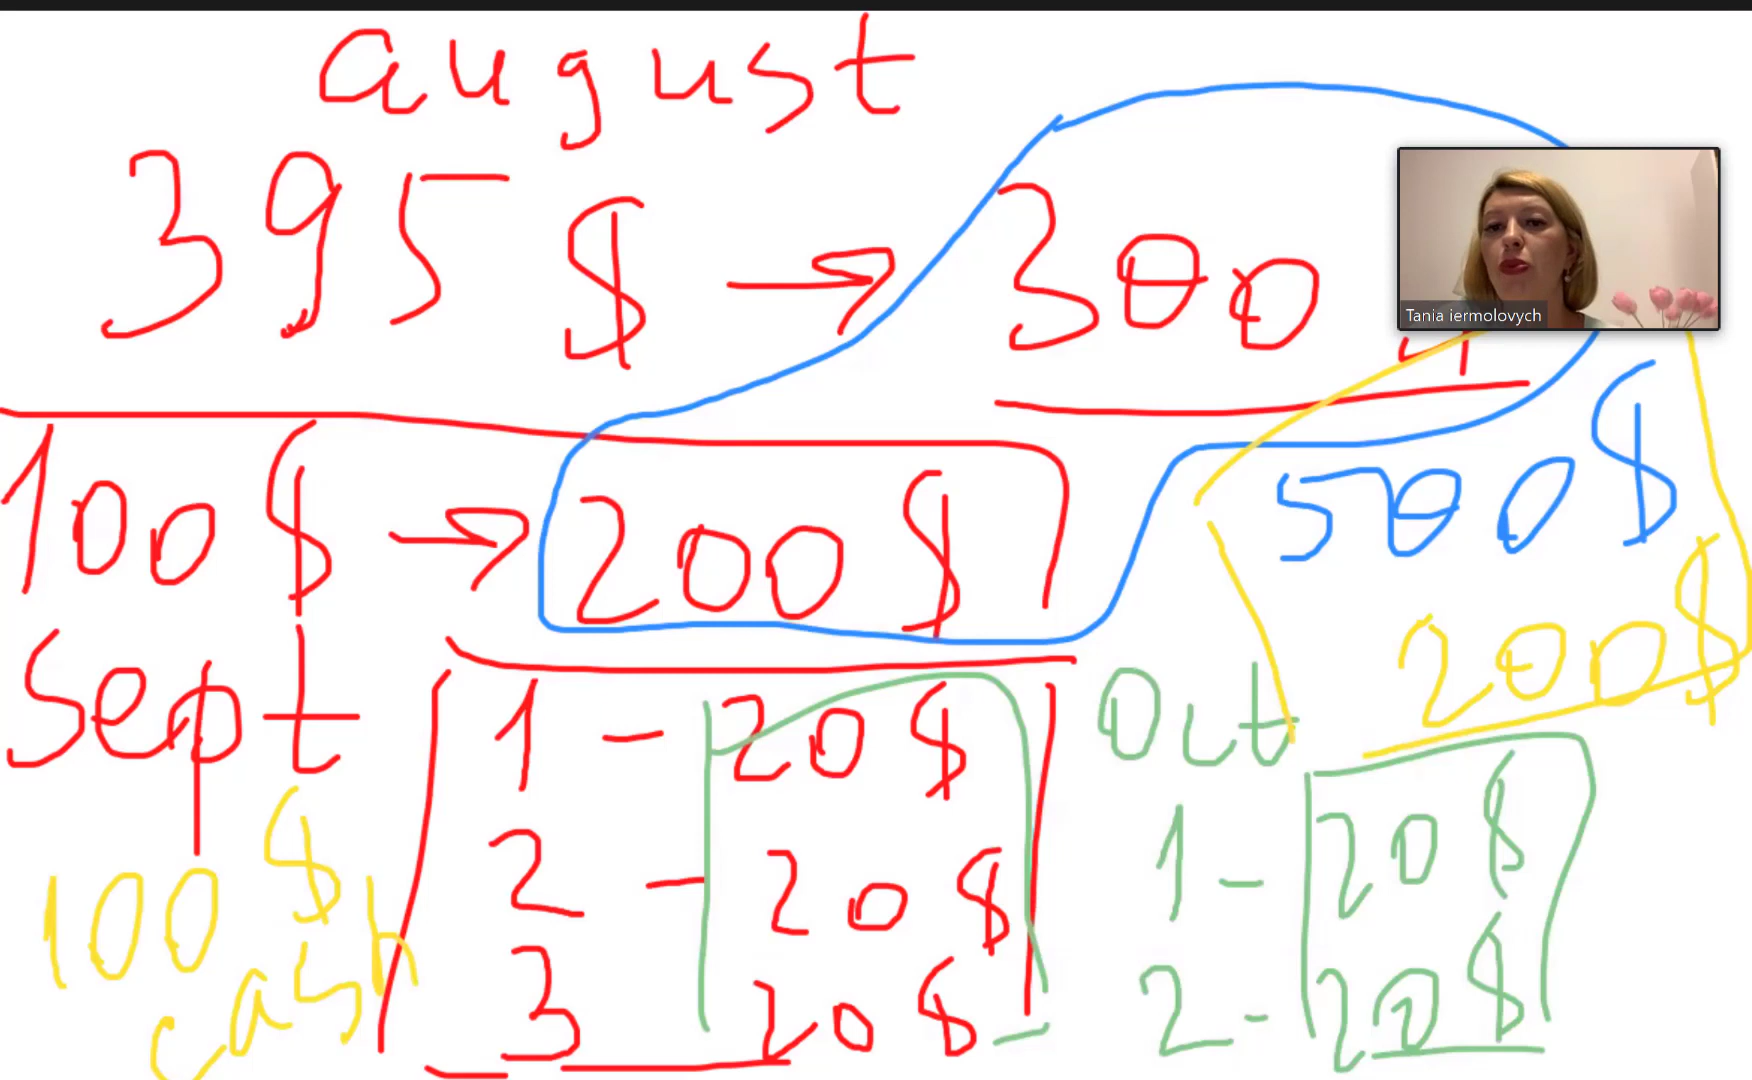 august
395 $ → 300
Tania iermolovych
100 $ → 200 $
500 $
200 $
Sept
1 - 20 $
2 - 20 $
3 20 $
100 $
cash
Oct
1 - 20 $
2 - 20 $